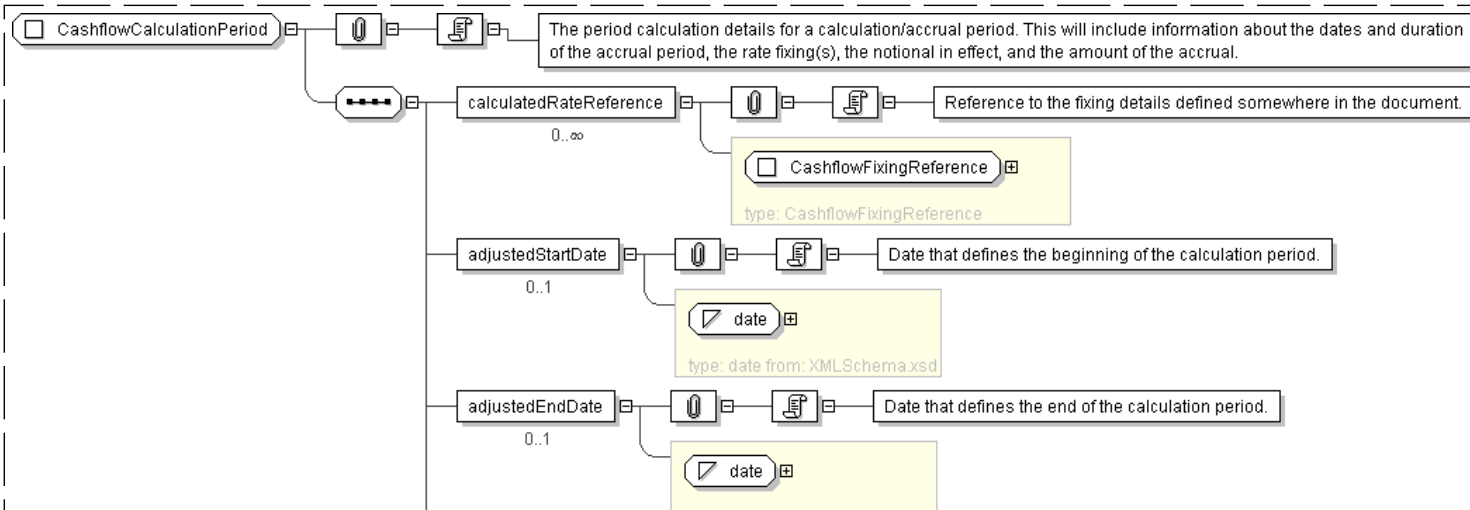 CashflowCalculationPeriod
The period calculation details for a calculation/accrual period. This will include information about the dates and duration
of the accrual period, the rate fixing(s), the notional in effect, and the amount of the accrual.
calculatedRateReference
0..∞
Reference to the fixing details defined somewhere in the document.
CashflowFixingReference
type: CashflowFixingReference
adjustedStartDate
0..1
Date that defines the beginning of the calculation period.
date
type: date from: XMLSchema.xsd
adjustedEndDate
0..1
Date that defines the end of the calculation period.
date